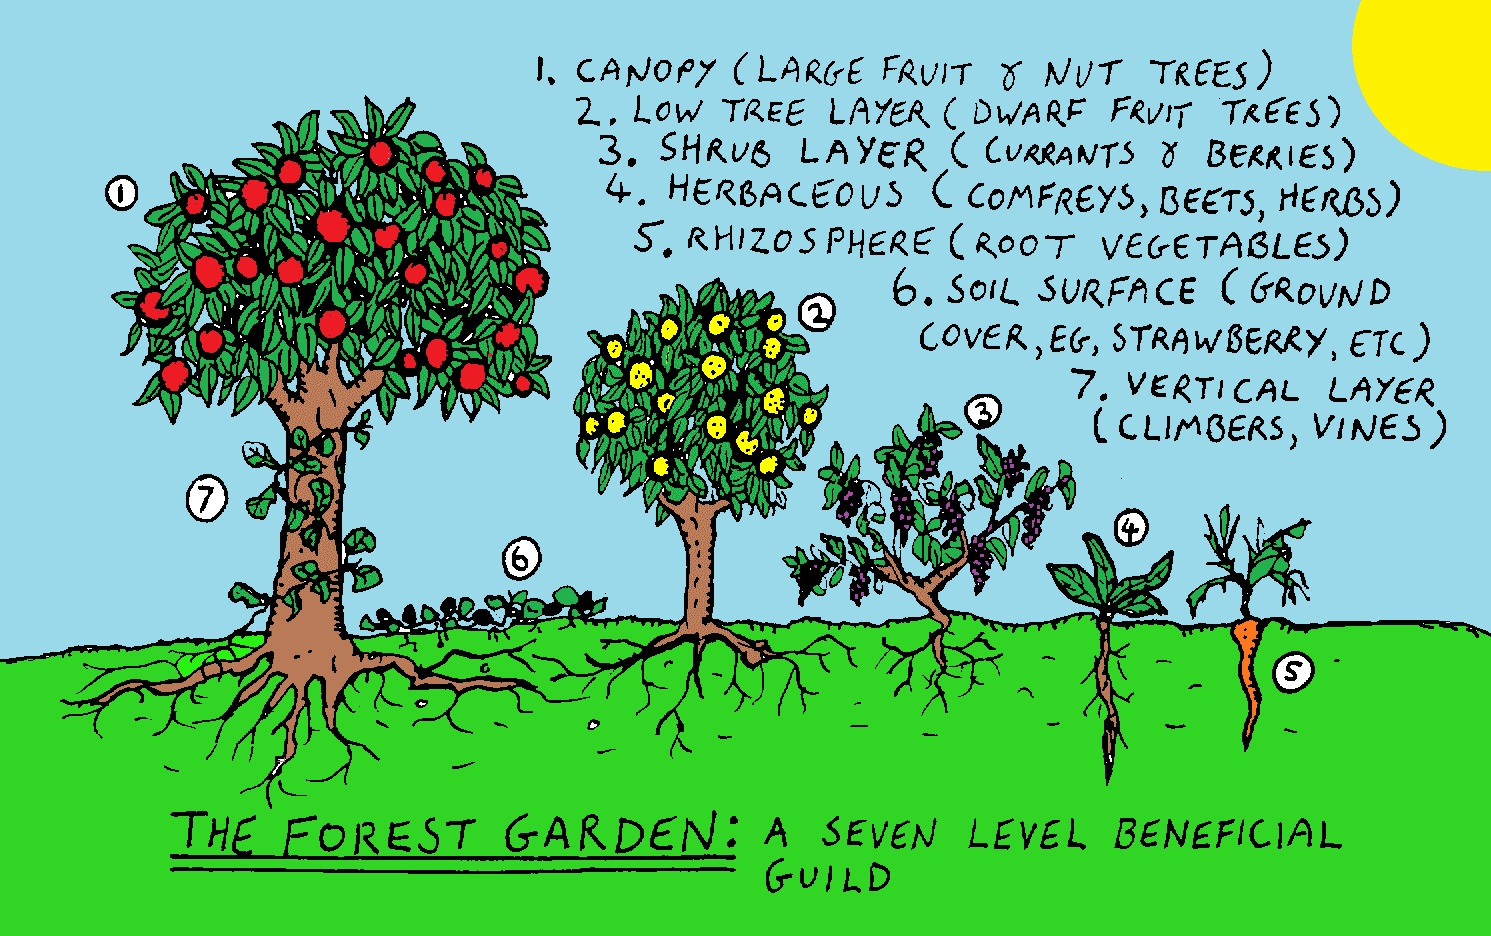 1. CANOPY (LARGE FRUIT & NUT TREES)
2. LOW TREE LAYER (DWARF FRUIT TREES)
3. SHRUB LAYER (CURRANTS & BERRIES)
4. HERBACEOUS (COMFREYS, BEETS, HERBS)
5. RHIZOSPHERE (ROOT VEGETABLES)
6. SOIL SURFACE (GROUND
COVER, EG, STRAWBERRY, ETC)
7. VERTICAL LAYER
(CLIMBERS, VINES)
1
2
3
7
4
6
5
THE FOREST GARDEN: A SEVEN LEVEL BENEFICIAL
GUILD